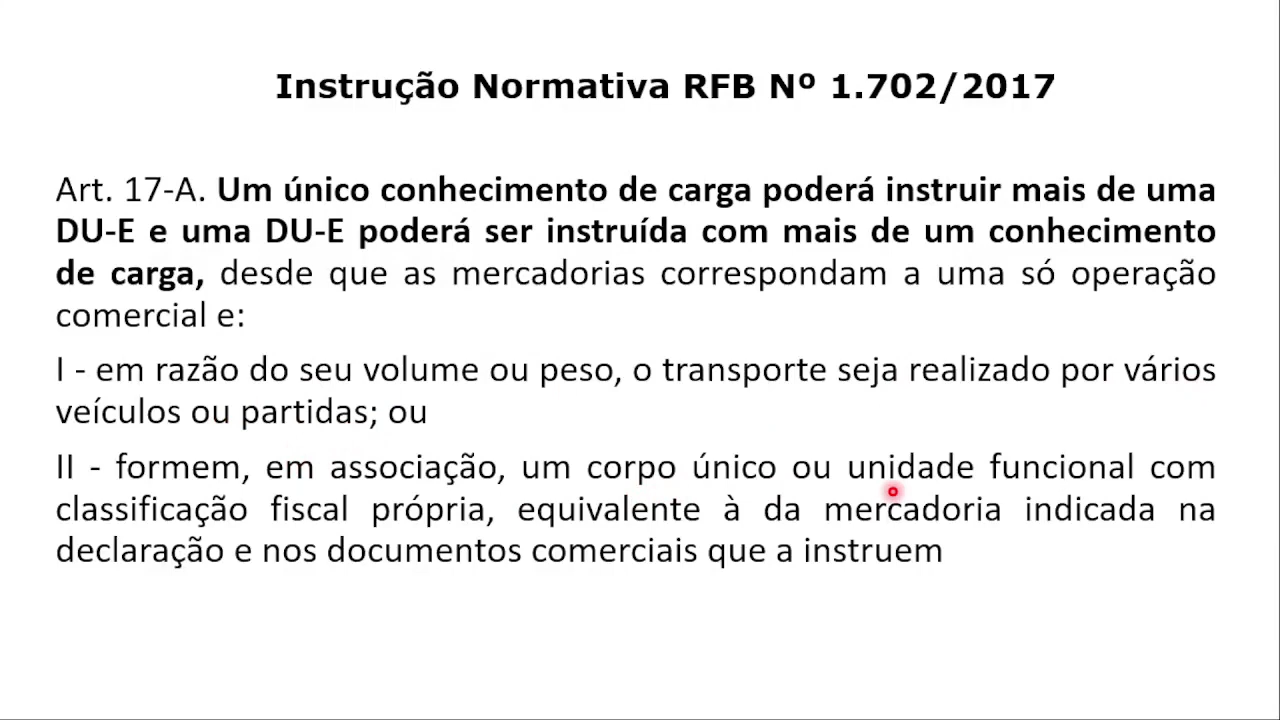 Instrução Normativa RFB Nº 1.702/2017
Art. 17-A. Um único conhecimento de carga poderá instruir mais de uma
DU-E e uma DU-E poderá ser instruída com mais de um conhecimento
de carga, desde que as mercadorias correspondam a uma só operação
comercial e:
I - em razão do seu volume ou peso, o transporte seja realizado por vários
veículos ou partidas; ou
II - formem, em associação, um corpo único ou unidade funcional com
classificação fiscal própria, equivalente à da mercadoria indicada na
declaração e nos documentos comerciais que a instruem